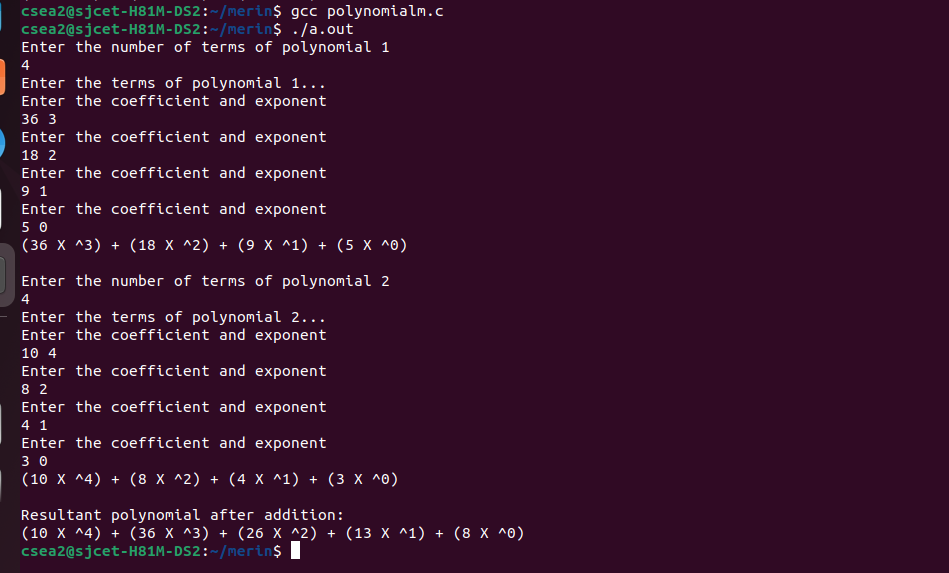 csea2@sjcet-H81M-DS2:~/merin$ gcc polynomialm.c
csea2@sjcet-H81M-DS2:~/merin$ ./a.out
Enter the number of terms of polynomial 1
4
Enter the terms of polynomial 1...
Enter the coefficient and exponent
36 3
Enter the coefficient and exponent
18 2
Enter the coefficient and exponent
9 1
Enter the coefficient and exponent
5 0
(36 X ^3) + (18 X ^2) + (9 X ^1) + (5 X ^0)
Enter the number of terms of polynomial 2
4
Enter the terms of polynomial 2...
Enter the coefficient and exponent
10 4
Enter the coefficient and exponent
8 2
Enter the coefficient and exponent
4 1
Enter the coefficient and exponent
3 0
(10 X ^4) + (8 X ^2) + (4 X ^1) + (3 X ^0)
Resultant polynomial after addition:
(10 X ^4) + (36 X ^3) + (26 X ^2) + (13 X ^1) + (8 X ^0)
csea2@sjcet-H81M-DS2:~/merin$